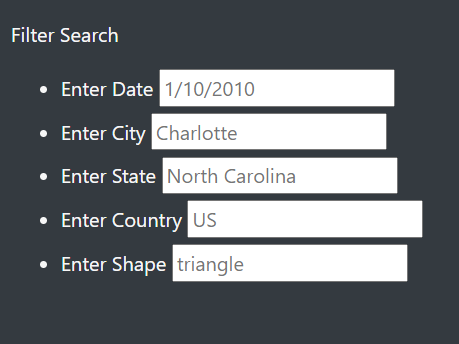 Filter Search
Enter Date 1/10/2010
Enter City Charlotte
Enter State North Carolina
Enter Country US
Enter Shape triangle